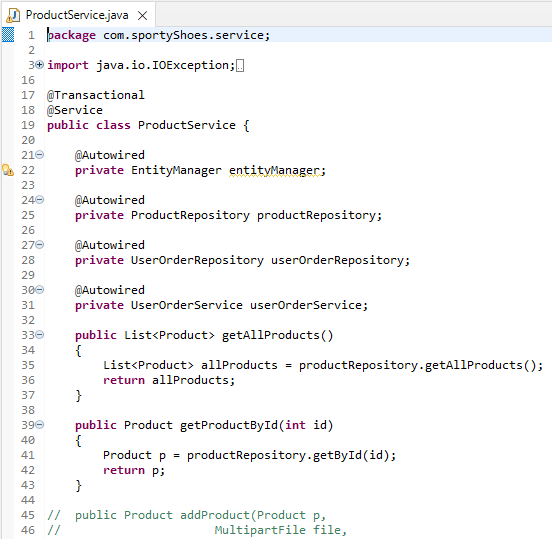 ProductService.java
1 package com.sportyShoes.service;
2
3 import java.io.IOException;
16
17 @Transactional
18 @Service
19 public class ProductService {
20
21 @Autowired
22 private EntityManager entityManager;
23
24 @Autowired
25 private ProductRepository productRepository;
26
27 @Autowired
28 private UserOrderRepository userOrderRepository;
29
30 @Autowired
31 private UserOrderService userOrderService;
32
33 public List<Product> getAllProducts()
34 {
35 List<Product> allProducts = productRepository.getAllProducts();
36 return allProducts;
37 }
38
39 public Product getProductById(int id)
40 {
41 Product p = productRepository.getById(id);
42 return p;
43 }
44
45 // public Product addProduct(Product p,
46 // MultipartFile file,